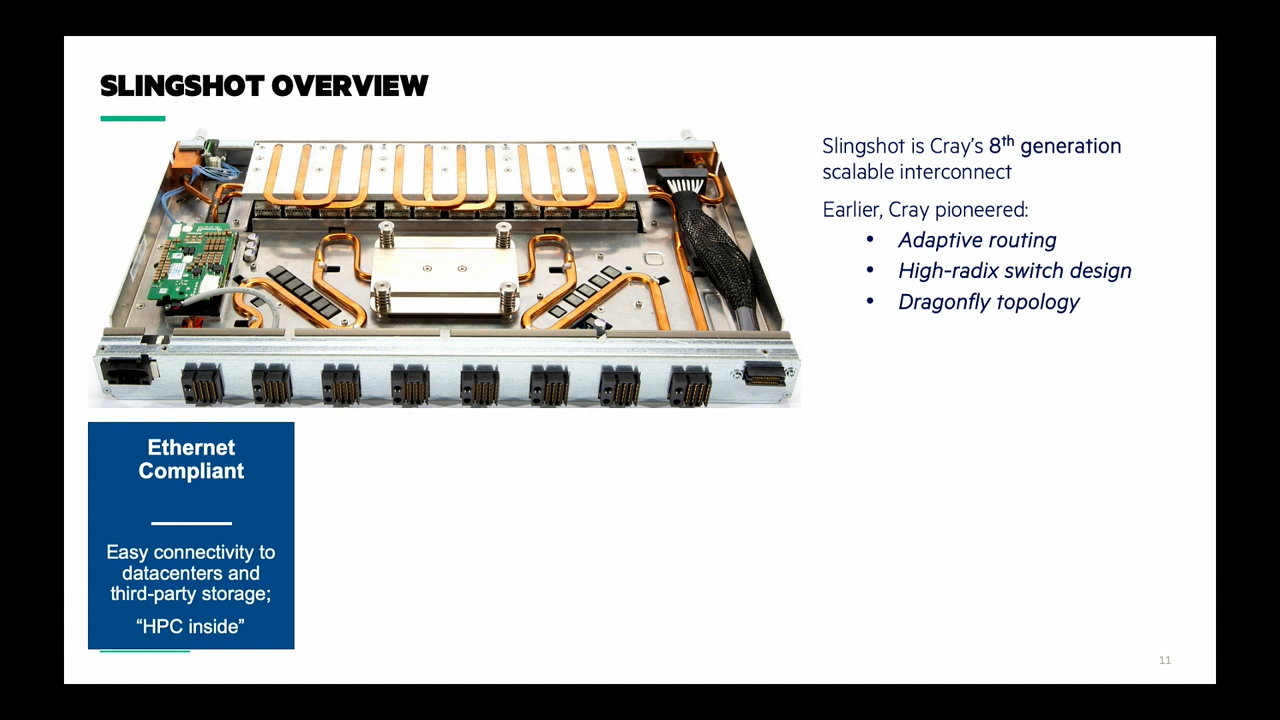 SLINGSHOT OVERVIEW
Slingshot is Cray's 8th generation
scalable interconnect
Earlier, Cray pioneered:
• Adaptive routing
• High-radix switch design
• Dragonfly topology
Ethernet
Compliant
Easy connectivity to
datacenters and
third-party storage;
“HPC inside”
11